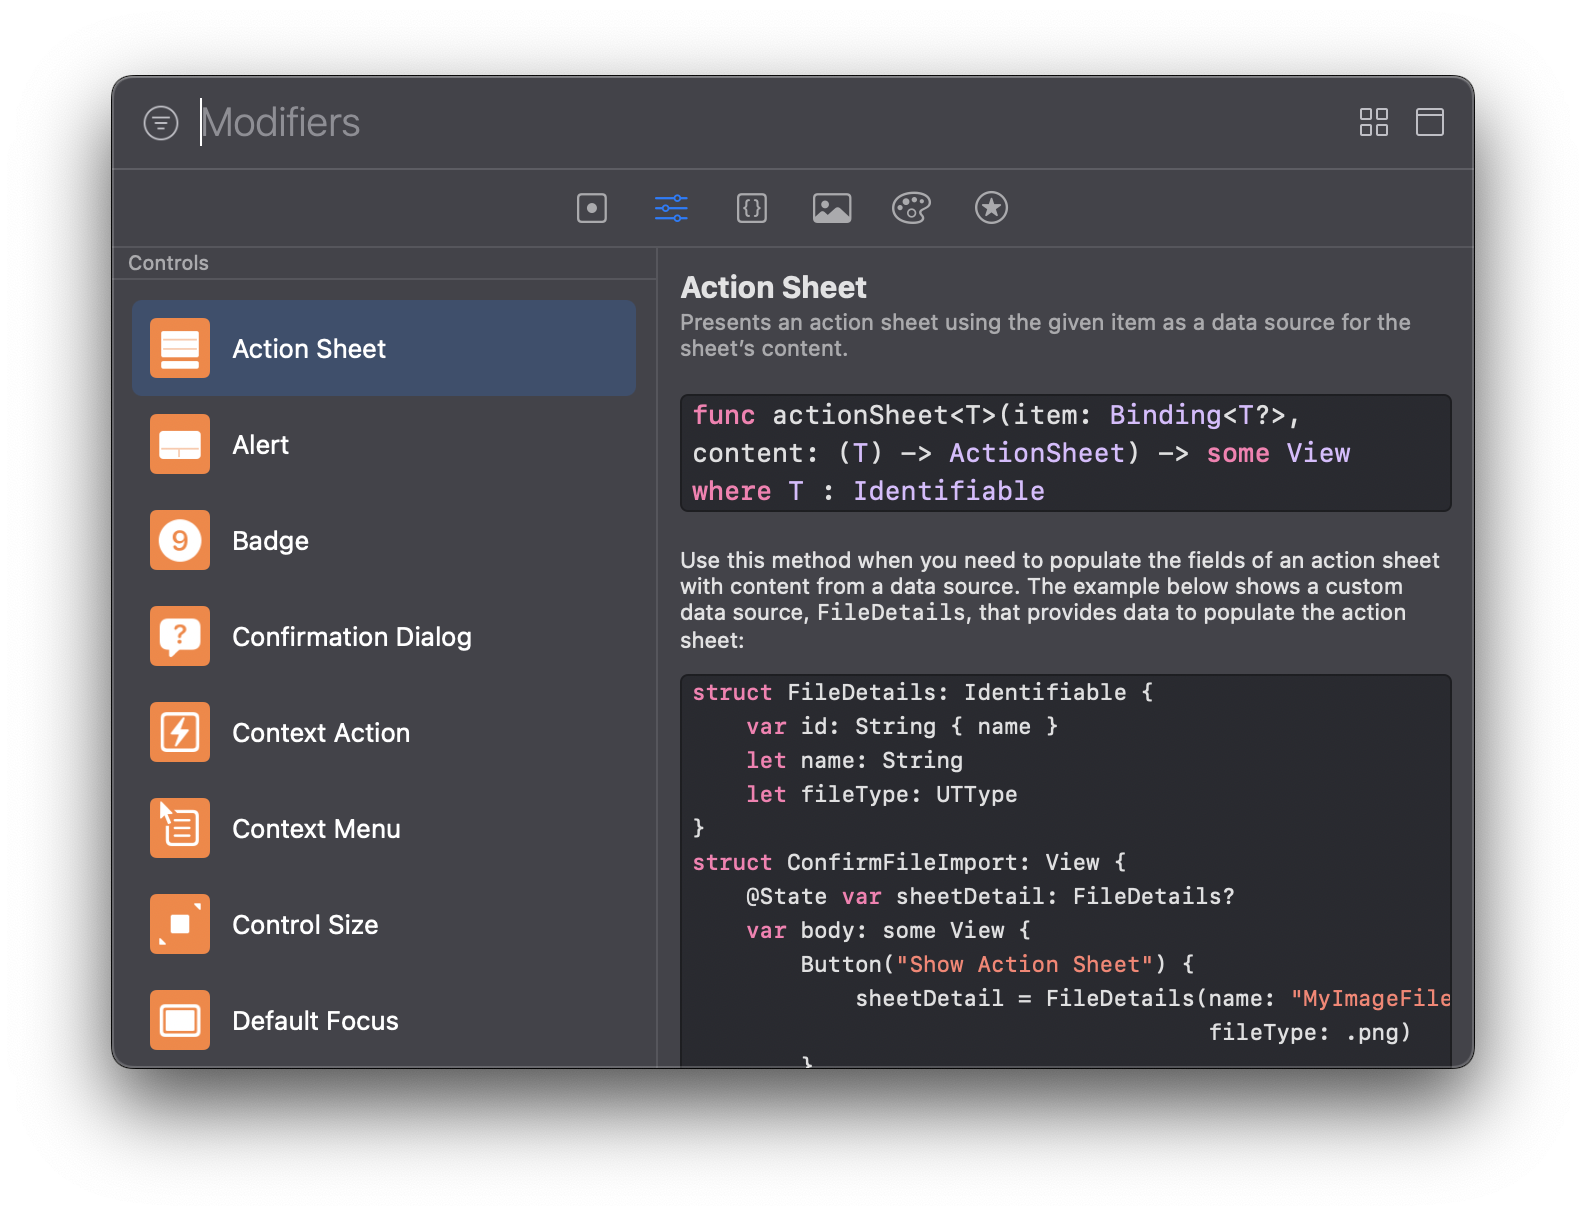 Modifiers
Controls
Action Sheet
Alert
9
Badge
?
Confirmation Dialog
Context Action
Context Menu
Control Size
Default Focus
Action Sheet
Presents an action sheet using the given item as a data source for the
sheet’s content.
func actionSheet<T>(item: Binding<T?>,
content: (T) -> ActionSheet) -> some View
where T : Identifiable
Use this method when you need to populate the fields of an action sheet
with content from a data source. The example below shows a custom
data source, FileDetails, that provides data to populate the action
sheet:
struct FileDetails: Identifiable {
    var id: String { name }
    let name: String
    let fileType: UTType
}
struct ConfirmFileImport: View {
    @State var sheetDetail: FileDetails?
    var body: some View {
        Button("Show Action Sheet") {
            sheetDetail = FileDetails(name: "MyImageFile
                                      fileType: .png)
        }